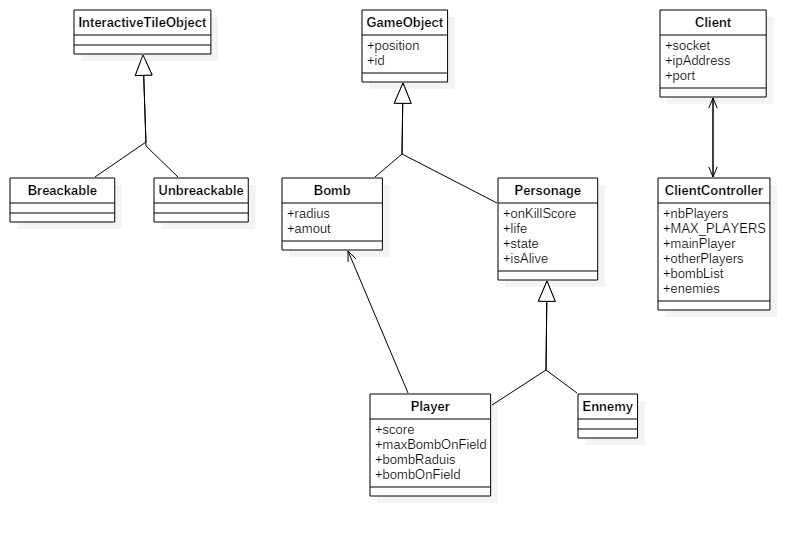 InteractiveTileObject
GameObject
+position
+id
Client
+socket
+ipAddress
+port
Breackable
Unbreackable
Bomb
+radius
+amout
Personage
+onKillScore
+life
+state
+isAlive
ClientController
+nbPlayers
+MAX_PLAYERS
+mainPlayer
+otherPlayers
+bombList
+enemies
Player
+score
+maxBombOnField
+bombRaduis
+bombOnField
Ennemy